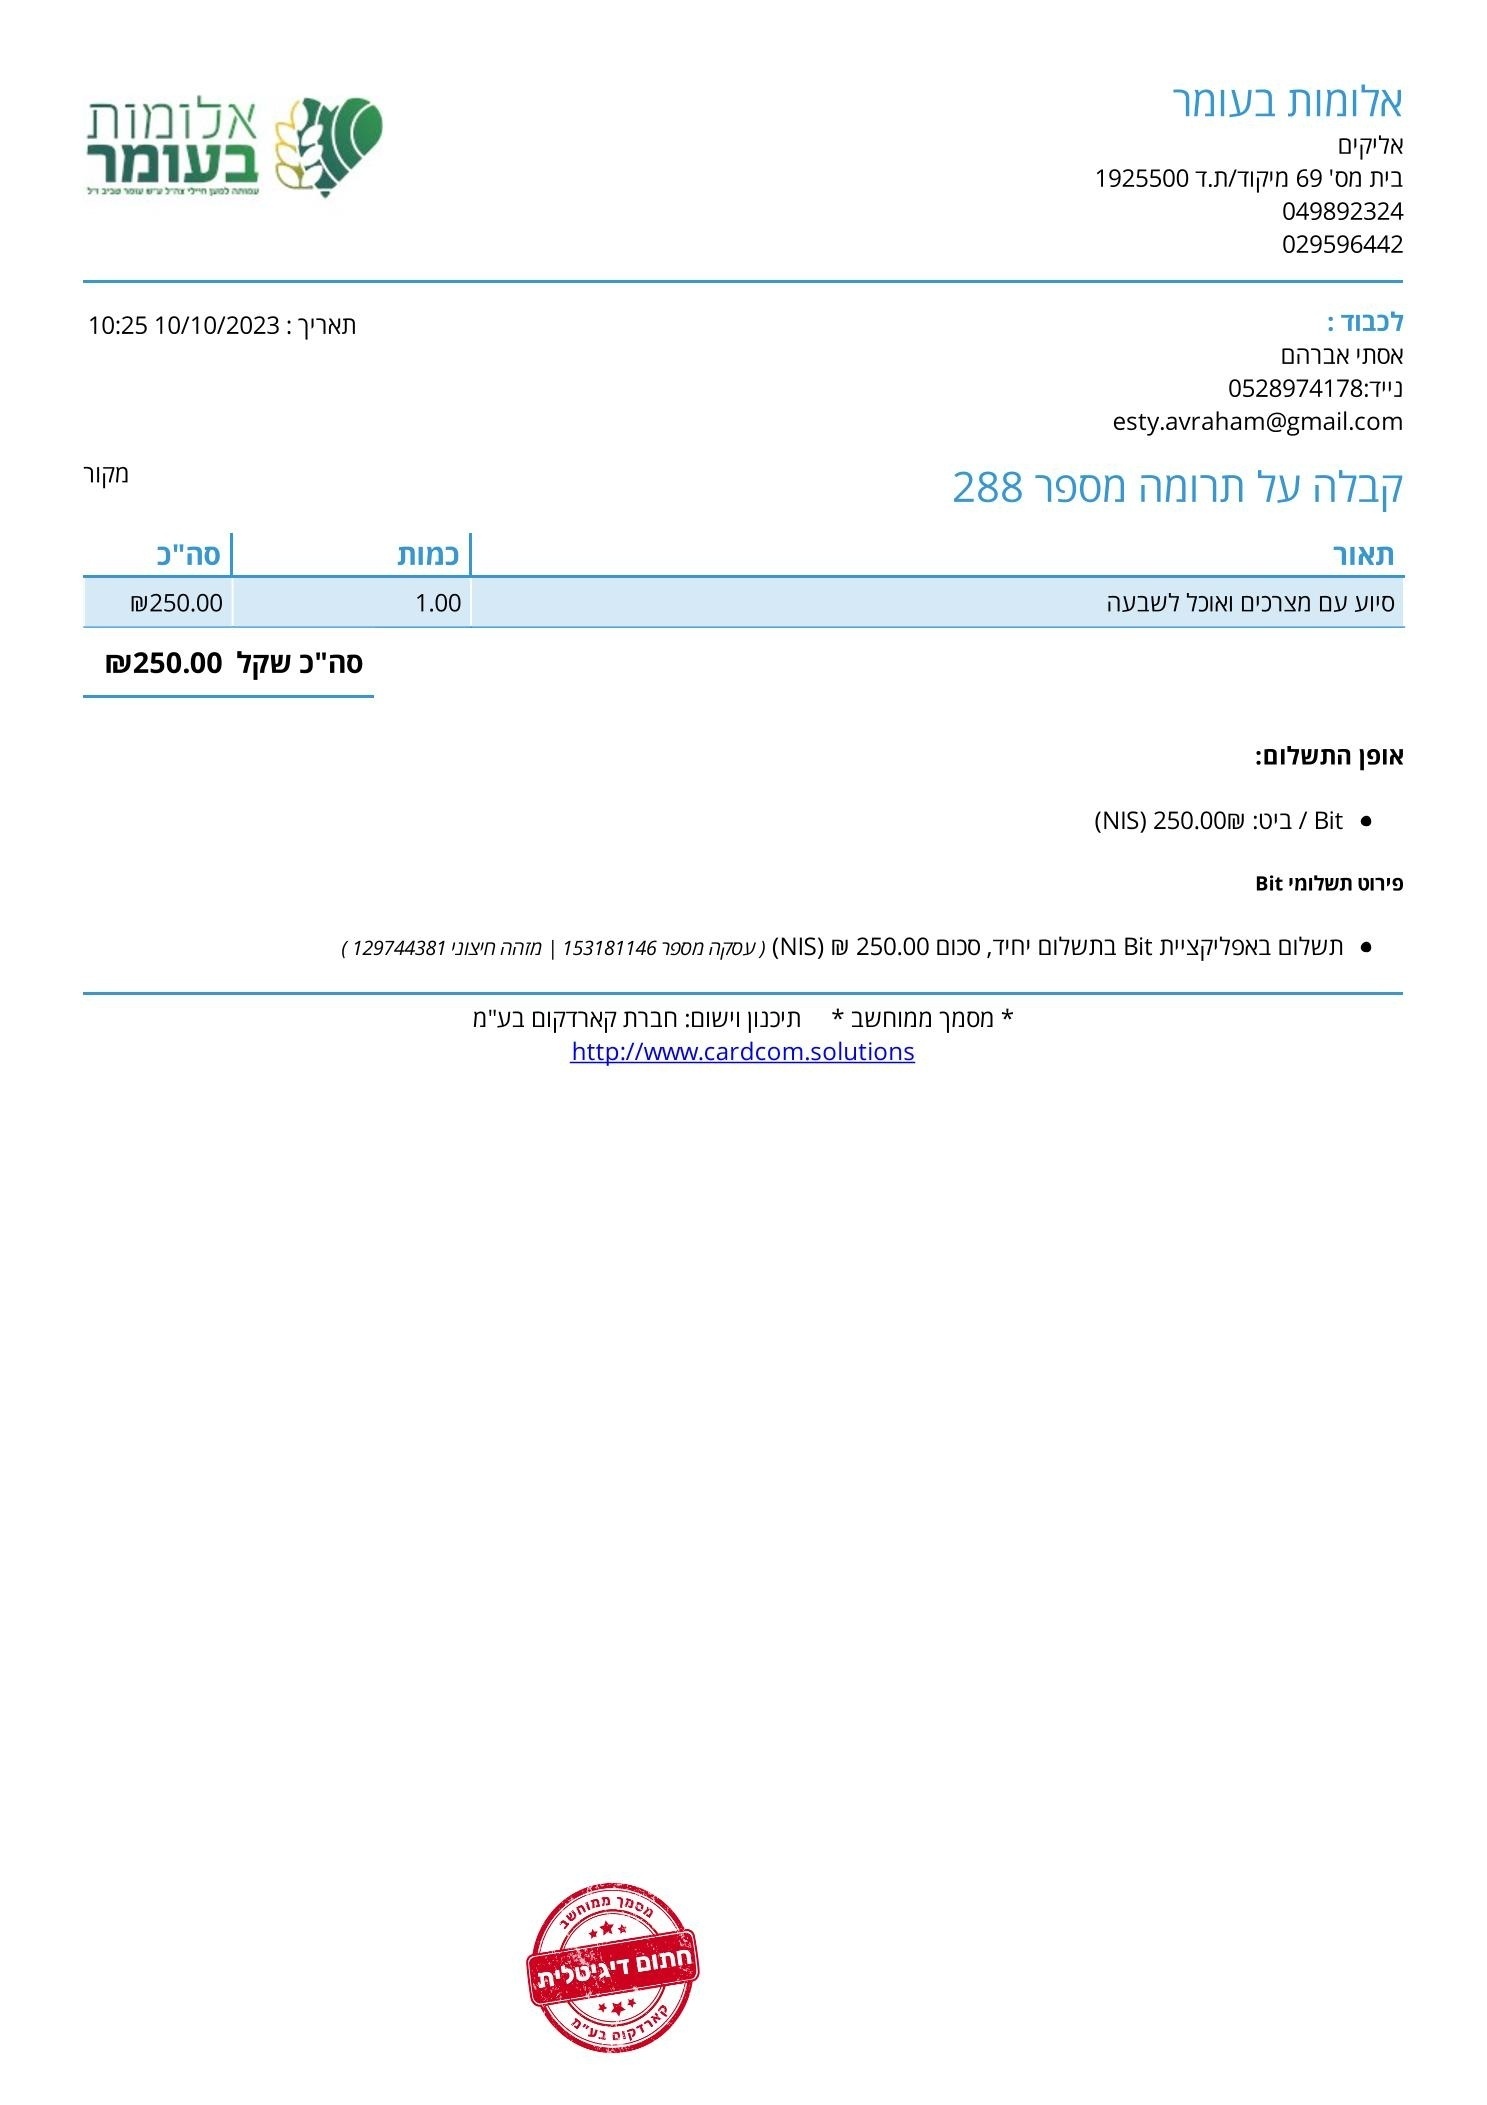 אלומות בעומר
אליקים
בית מס' 69 מיקוד/ת.ד 1925500
049892324
029596442
אלומות
בעומר
עמותה למען חיילי צה"ל ע"ש עומר טביב ז"ל
לכבוד :
אסתי אברהם
נייד:0528974178
esty.avraham@gmail.com
תאריך : 10/10/2023 10:25
קבלה על תרומה מספר 288
מקור
תאור כמות סה"כ
סיוע עם מצרכים ואוכל לשבעה 1.00 ₪250.00
סה"כ שקל ₪250.00
אופן התשלום:
• Bit / ביט: ₪250.00 (NIS)
פירוט תשלומי Bit
• תשלום באפליקציית Bit בתשלום יחיד, סכום 250.00 ₪ (NIS) ( עסקה מספר 153181146 | מזהה חיצוני 129744381 )
* מסמך ממוחשב * תיכנון וישום: חברת קארדקום בע"מ
http://www.cardcom.solutions
מסמך ממוחשב
חתום דיגיטלית
קארדקום בע"מ